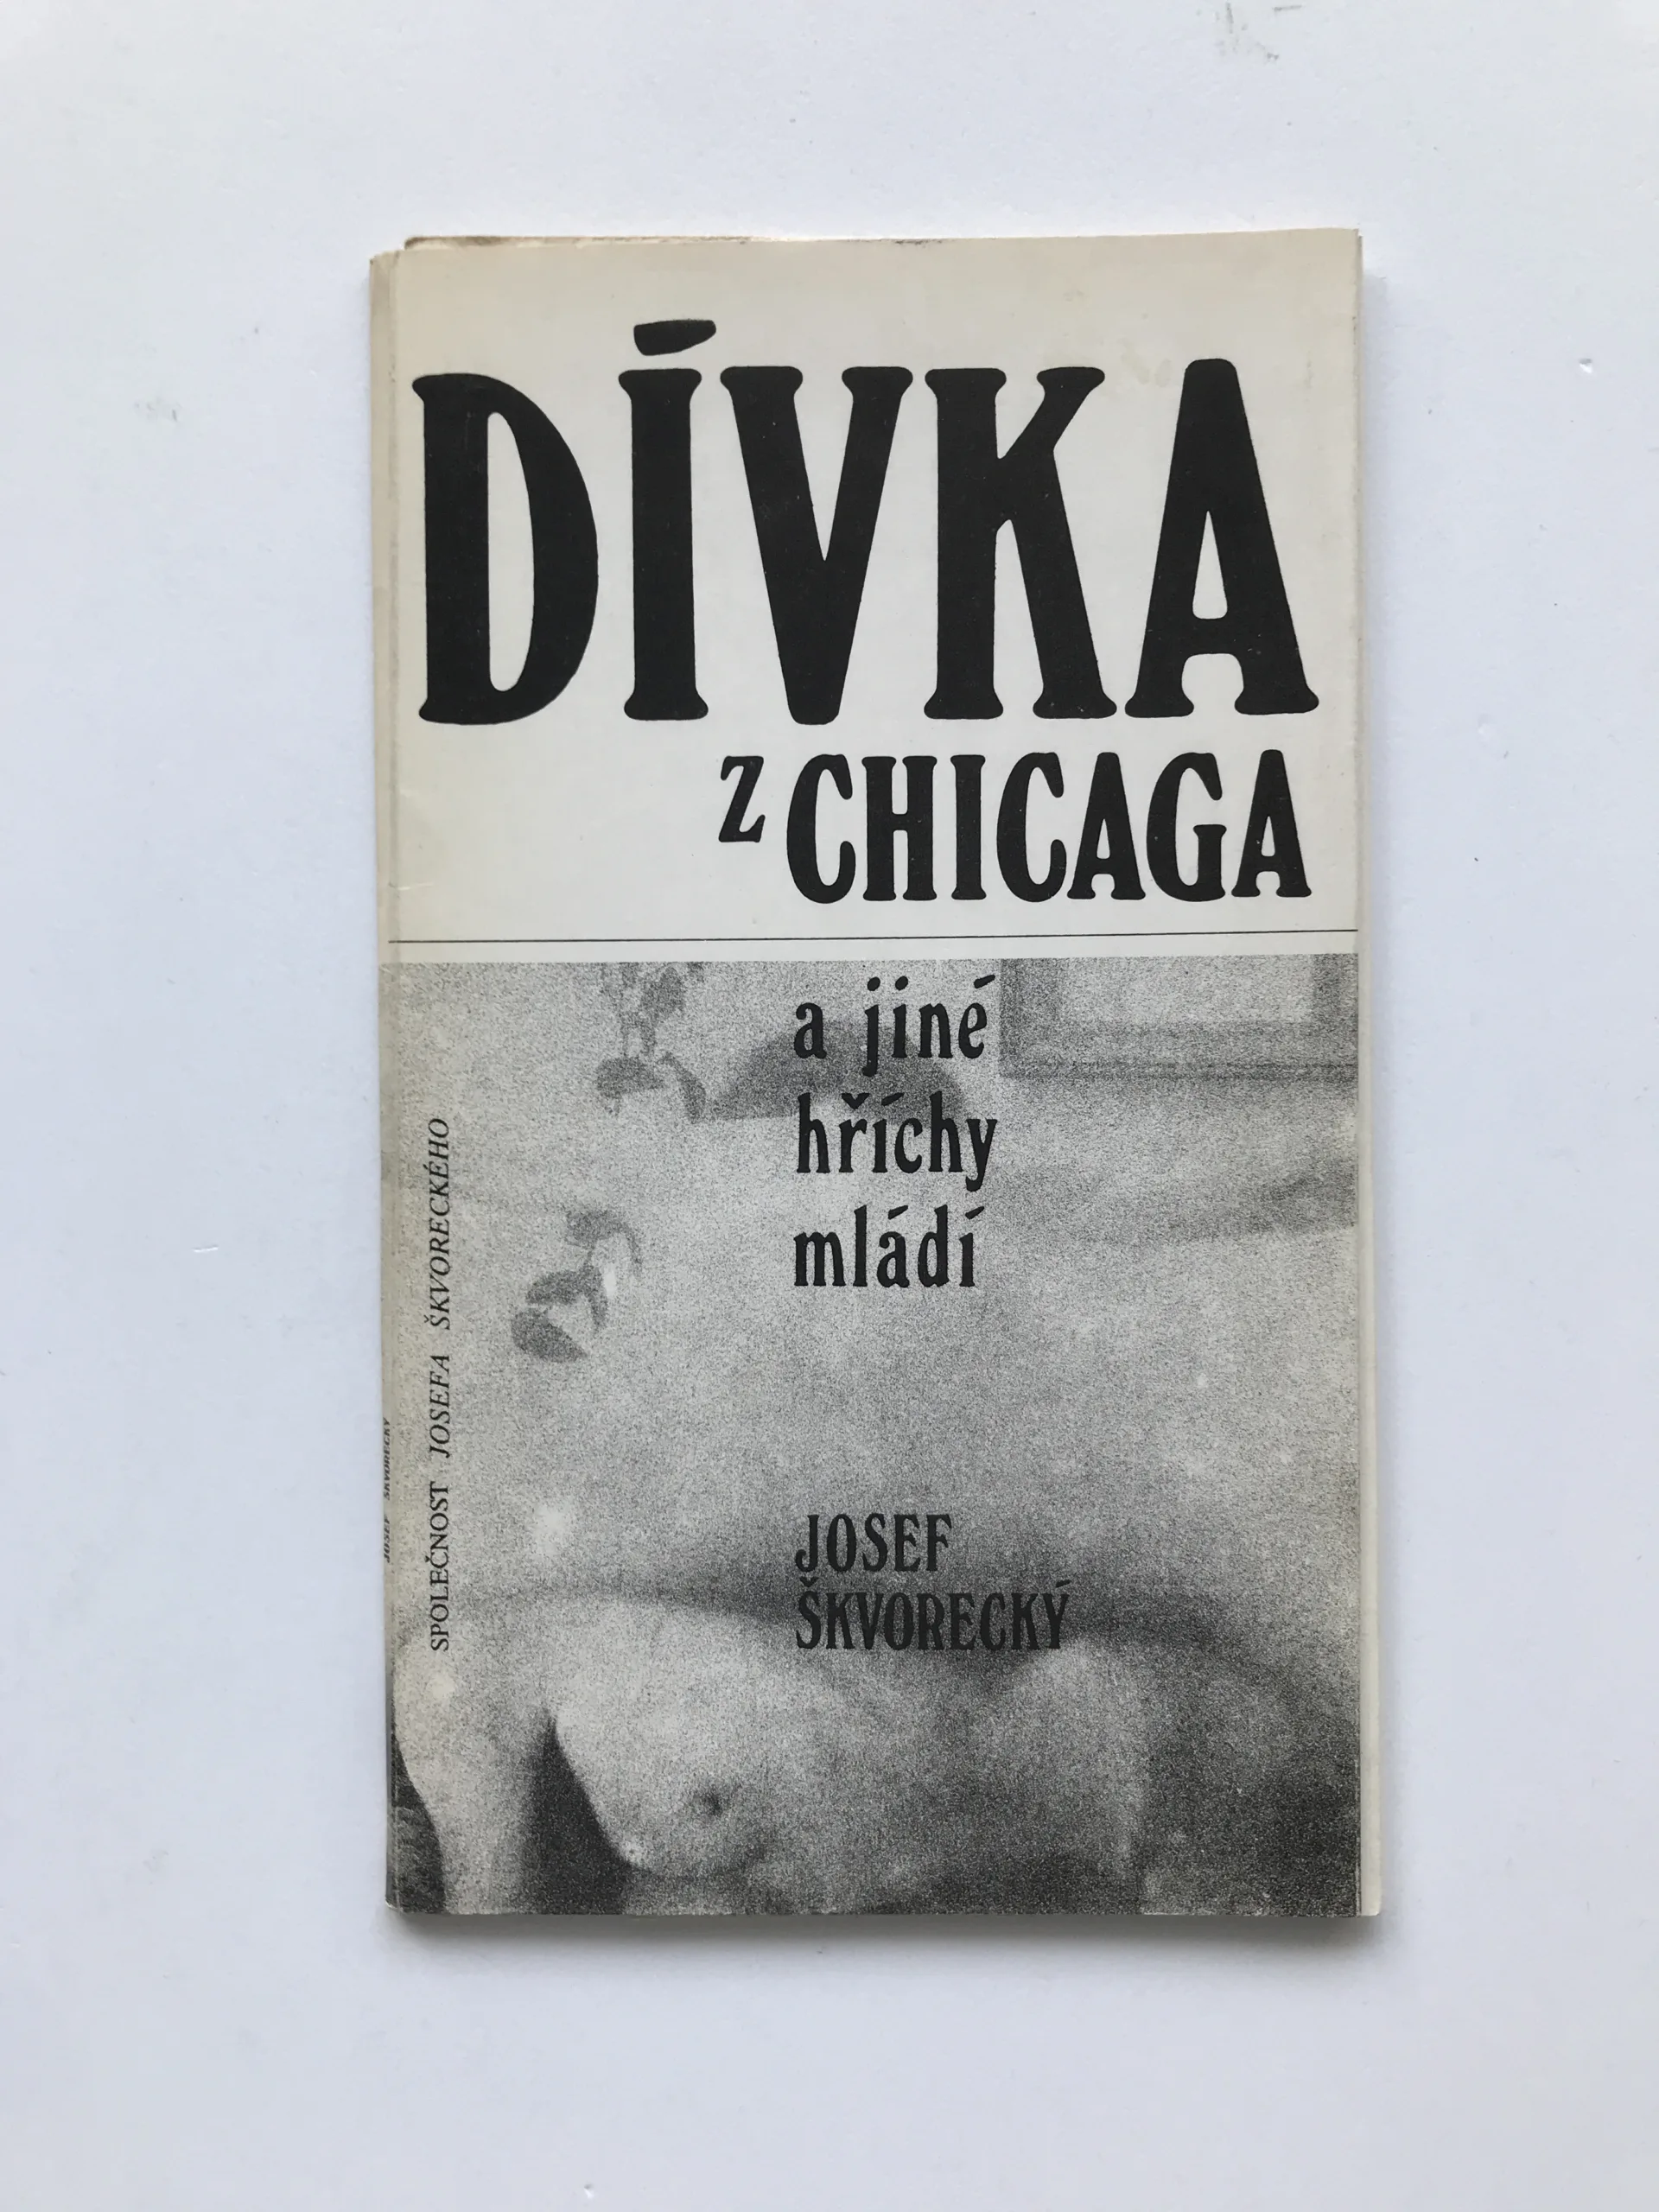 DÍVKA
z CHICAGA
a jiné
hříchy
mládí
JOSEF
ŠKVORECKÝ
SPOLEČNOST JOSEFA ŠKVORECKÉHO
JOSEF ŠKVORECKÝ